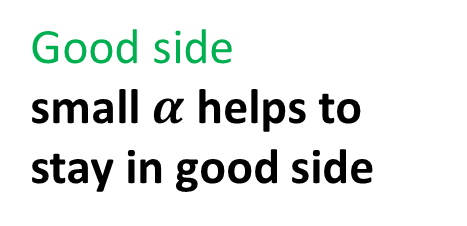 Good side
small 𝜶 helps to
stay in good side